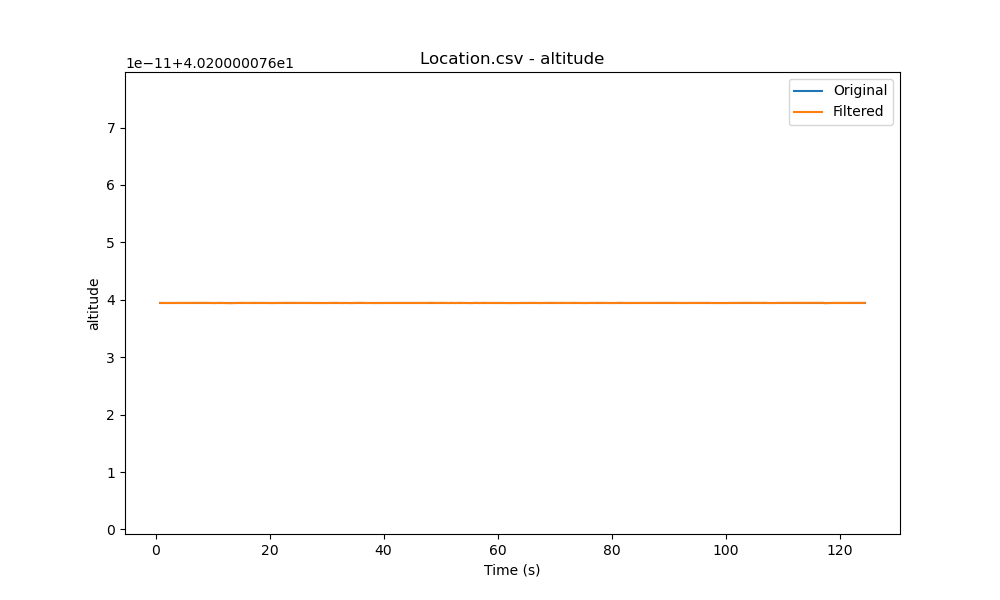 Location.csv - altitude
1e−11+4.020000076e1
Original
Filtered
7
6
5
4
3
2
1
0
altitude
0 20 40 60 80 100 120
Time (s)